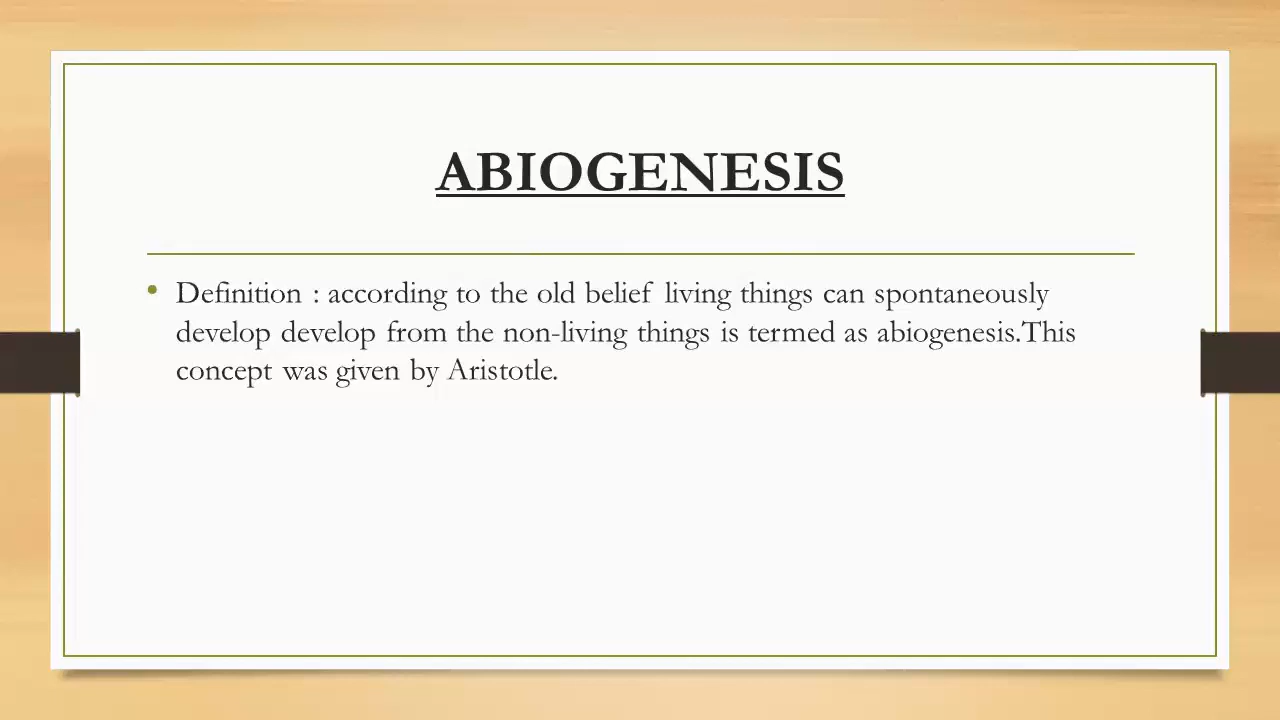 ABIOGENESIS
• Definition : according to the old belief living things can spontaneously
develop develop from the non-living things is termed as abiogenesis.This
concept was given by Aristotle.